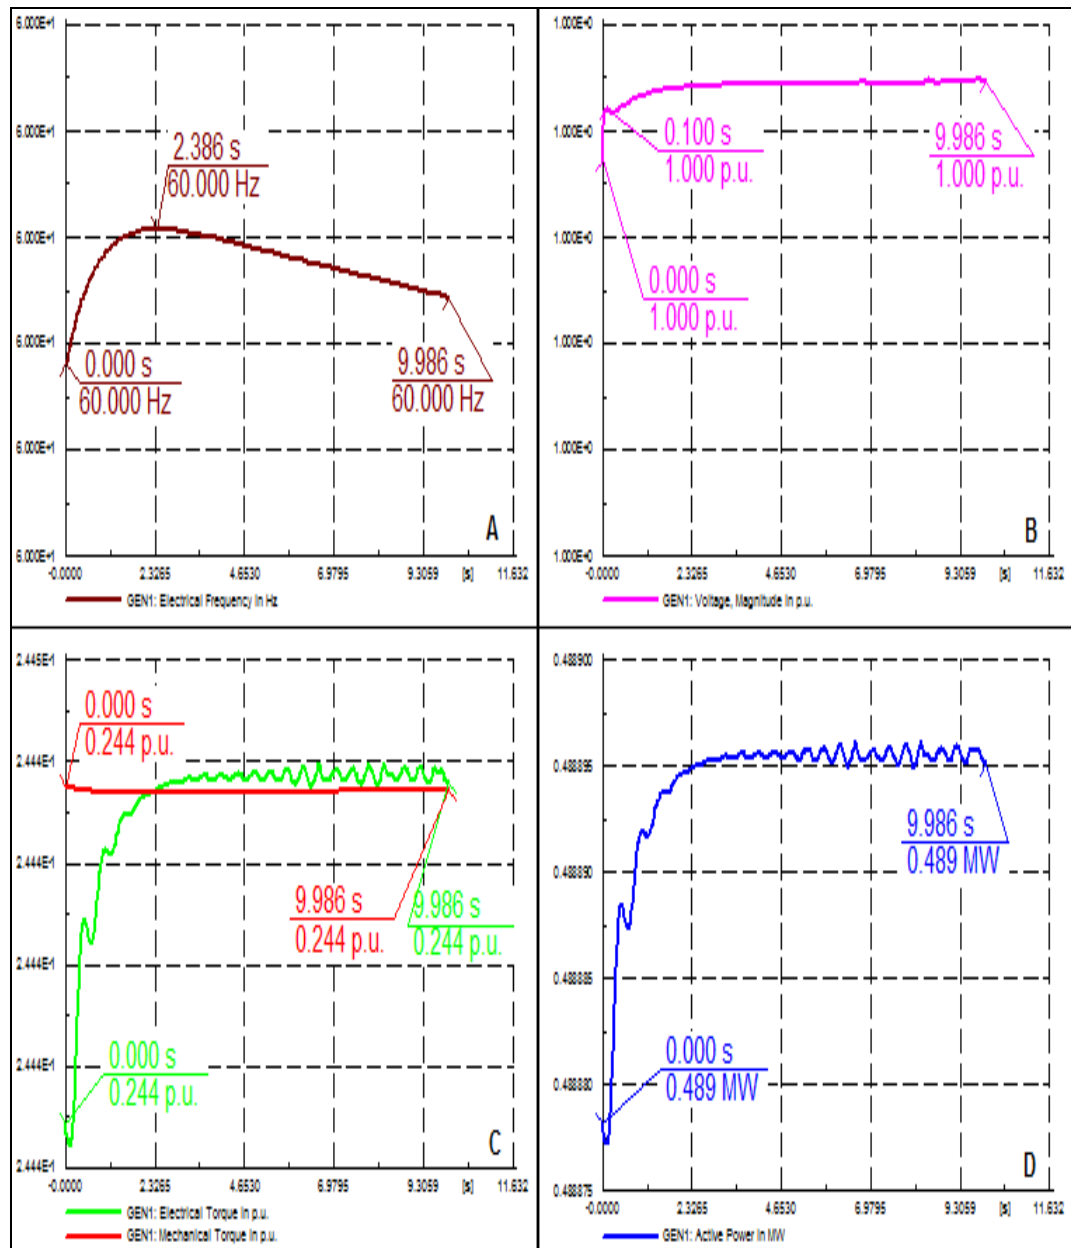 6.000E+1
6.000E+1
6.000E+1
6.000E+1
6.000E+1
6.000E+1
2.386 s
60.000 Hz
0.000 s
60.000 Hz
9.986 s
60.000 Hz
A
-0.0000 2.3265 4.6530 6.9795 9.3059 [s] 11.632
GEN1: Electrical Frequency in Hz
1.000E+0
1.000E+0
1.000E+0
1.000E+0
1.000E+0
1.000E+0
0.100 s
1.000 p.u.
9.986 s
1.000 p.u.
0.000 s
1.000 p.u.
B
-0.0000 2.3265 4.6530 6.9795 9.3059 [s] 11.632
GEN1: Voltage, Magnitude in p.u.
2.445E-1
2.444E-1
2.444E-1
2.444E-1
2.444E-1
2.444E-1
0.000 s
0.244 p.u.
9.986 s
0.244 p.u.
9.986 s
0.244 p.u.
0.000 s
0.244 p.u.
C
-0.0000 2.3265 4.6530 6.9795 9.3059 [s] 11.632
GEN1: Electrical Torque in p.u.
GEN1: Mechanical Torque in p.u.
0.488900
0.488895
0.488890
0.488885
0.488880
0.488875
9.986 s
0.489 MW
0.000 s
0.489 MW
D
-0.0000 2.3265 4.6530 6.9795 9.3059 [s] 11.632
GEN1: Active Power in MW